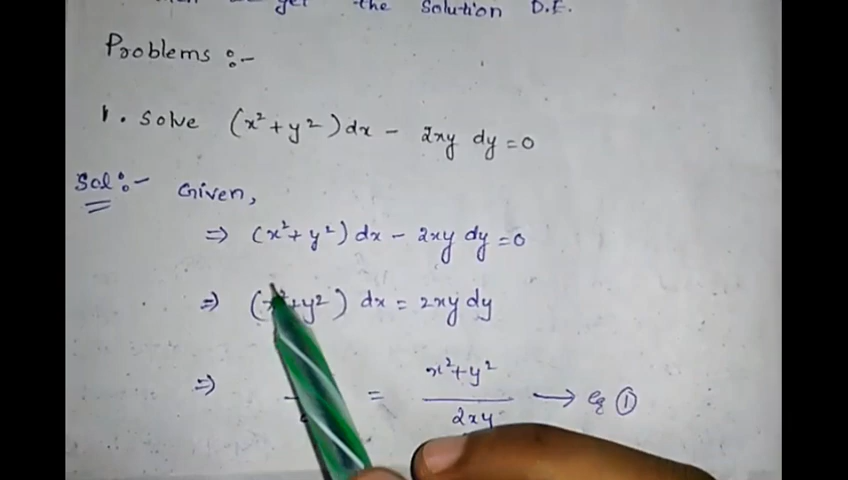 get the Solution D.E.
Problems :-
1. Solve (x²+y²)dx - 2xy dy=0
Sol:- Given,
⇒ (x²+y²) dx - 2xy dy=0
⇒ (x²+y²) dx = 2xy dy
⇒ = x²+y² / 2xy → eq ①